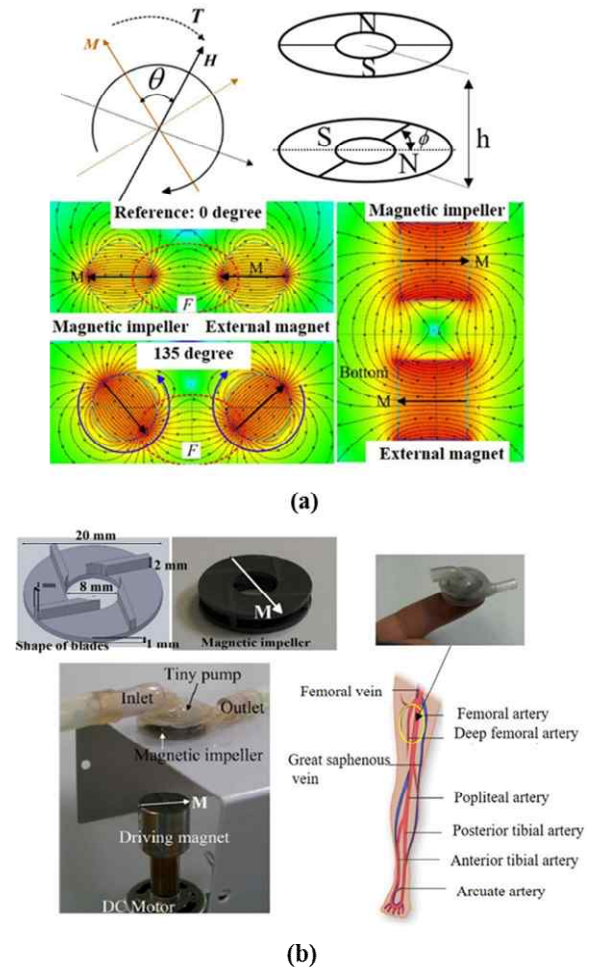 T
M
H
θ
N
S
S
N
ϕ
h
Reference: 0 degree
M
M
F
Magnetic impeller External magnet
135 degree
F
Magnetic impeller
M
Bottom
M
External magnet
(a)
20 mm
2 mm
8 mm
1 mm
Shape of blades
M
Magnetic impeller
Tiny pump
Inlet
Outlet
Magnetic impeller
M
Driving magnet
DC Motor
Femoral vein
Femoral artery
Deep femoral artery
Great saphenous
vein
Popliteal artery
Posterior tibial artery
Anterior tibial artery
Arcuate artery
(b)